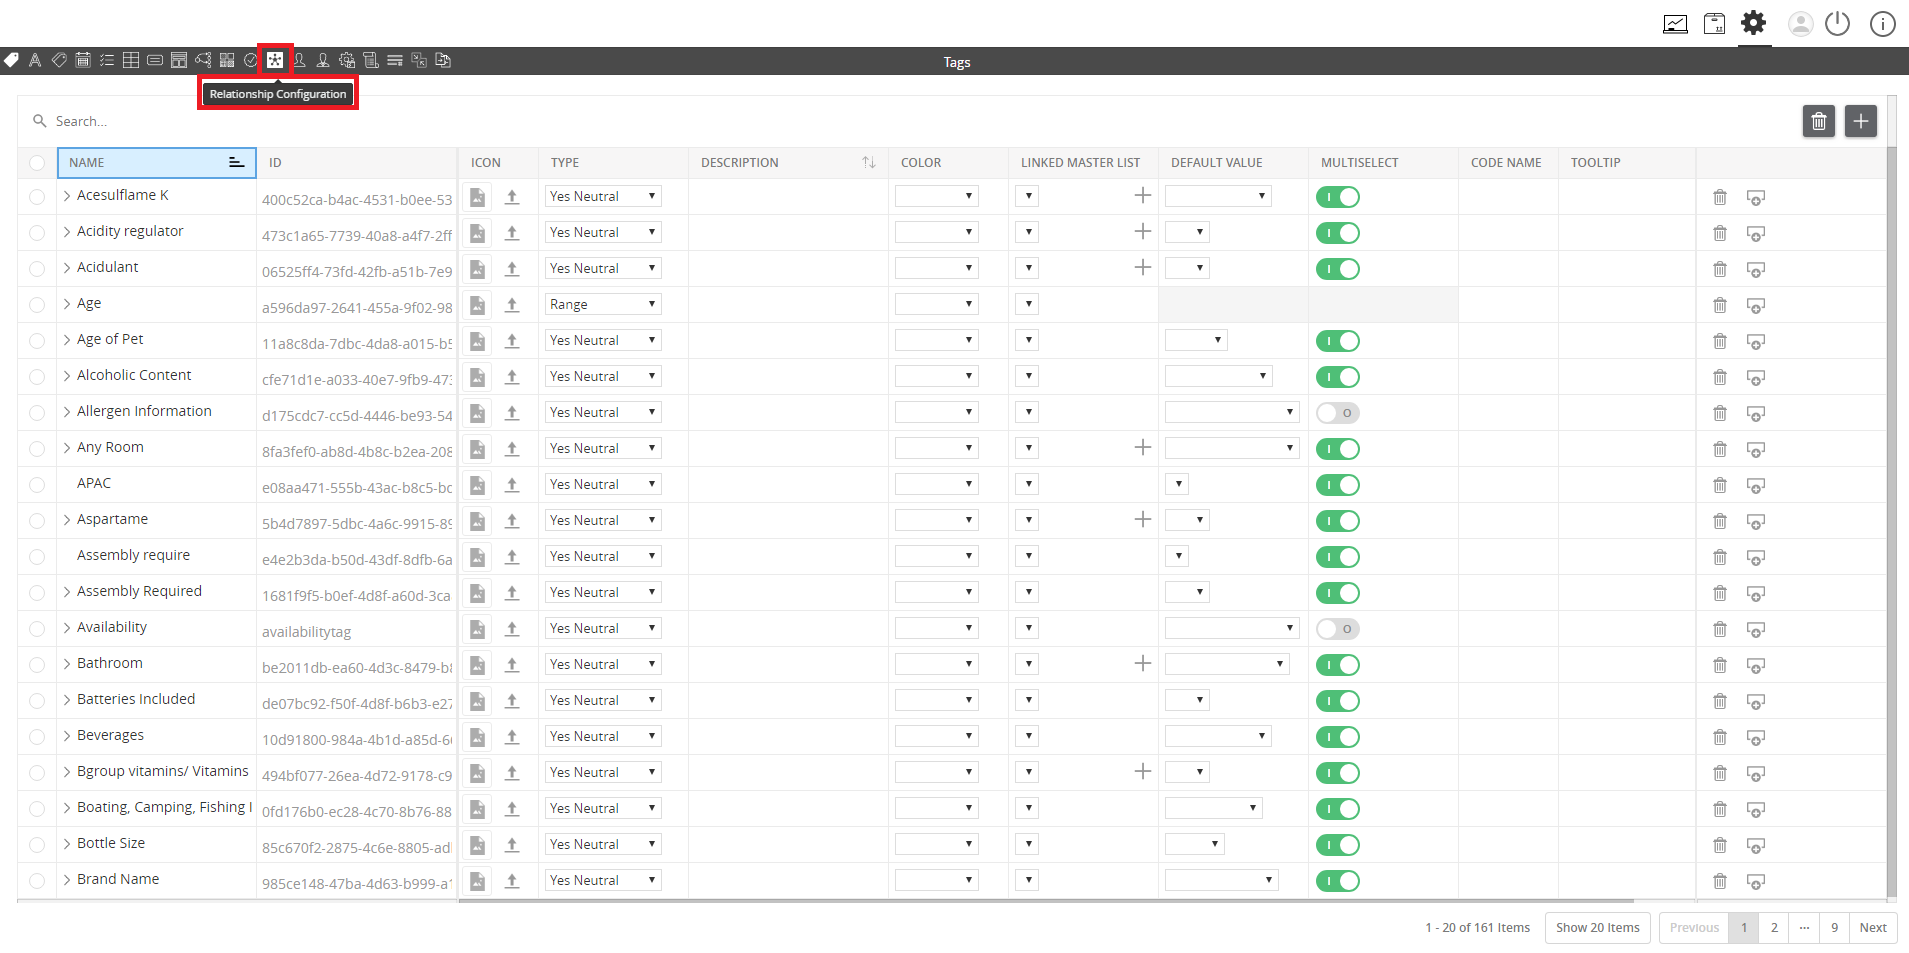 Tags
Relationship Configuration
Search...
NAME ID ICON TYPE DESCRIPTION COLOR LINKED MASTER LIST DEFAULT VALUE MULTISELECT CODE NAME TOOLTIP
Acesulflame K 400c52ca-b4ac-4531-b0ee-53 Yes Neutral
Acidity regulator 473c1a65-7739-40a8-a4f7-2ff Yes Neutral
Acidulant 06525ff4-73fd-42fb-a51b-7e9 Yes Neutral
Age a596da97-2641-455a-9f02-98 Range
Age of Pet 11a8c8da-7dbc-4da8-a015-b5 Yes Neutral
Alcoholic Content cfe71d1e-a033-40e7-9fb9-473 Yes Neutral
Allergen Information d175cdc7-cc5d-4446-be93-54 Yes Neutral
Any Room 8fa3fef0-ab8d-4b8c-b2ea-208 Yes Neutral
APAC e08aa471-555b-43ac-b8c5-bc Yes Neutral
Aspartame 5b4d7897-5dbc-4a6c-9915-89 Yes Neutral
Assembly require e4e2b3da-b50d-43df-8dfb-6a Yes Neutral
Assembly Required 1681f9f5-b0ef-4d8f-a60d-3ca Yes Neutral
Availability availabilitytag Yes Neutral
Bathroom be2011db-ea60-4d3c-8479-b8 Yes Neutral
Batteries Included de07bc92-f50f-4d8f-b6b3-e27 Yes Neutral
Beverages 10d91800-984a-4b1d-a85d-6 Yes Neutral
Bgroup vitamins/ Vitamins 494bf077-26ea-4d72-9178-c9 Yes Neutral
Boating, Camping, Fishing 0fd176b0-ec28-4c70-8b76-88 Yes Neutral
Bottle Size 85c670f2-2875-4c6e-8805-ad Yes Neutral
Brand Name 985ce148-47ba-4d63-b999-a1 Yes Neutral
1 - 20 of 161 Items Show 20 Items Previous 1 2 ... 9 Next